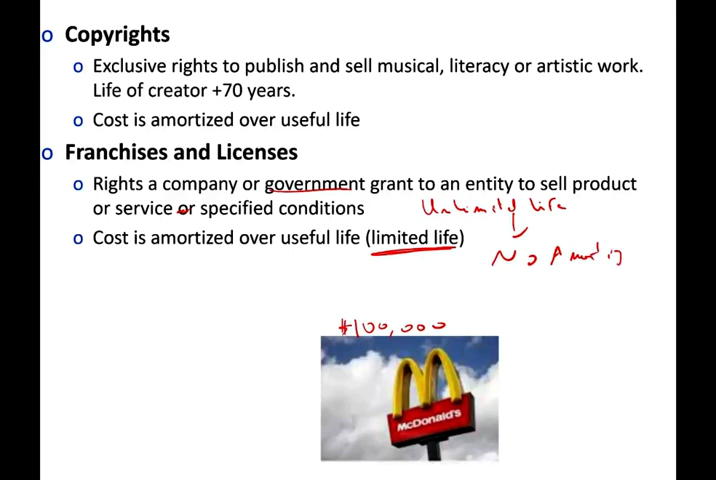 o Copyrights
o Exclusive rights to publish and sell musical, literacy or artistic work.
Life of creator +70 years.
o Cost is amortized over useful life
o Franchises and Licenses
o Rights a company or government grant to an entity to sell product
or service or specified conditions
Unlimited life
o Cost is amortized over useful life (limited life)
No
$100,000
McDonald's